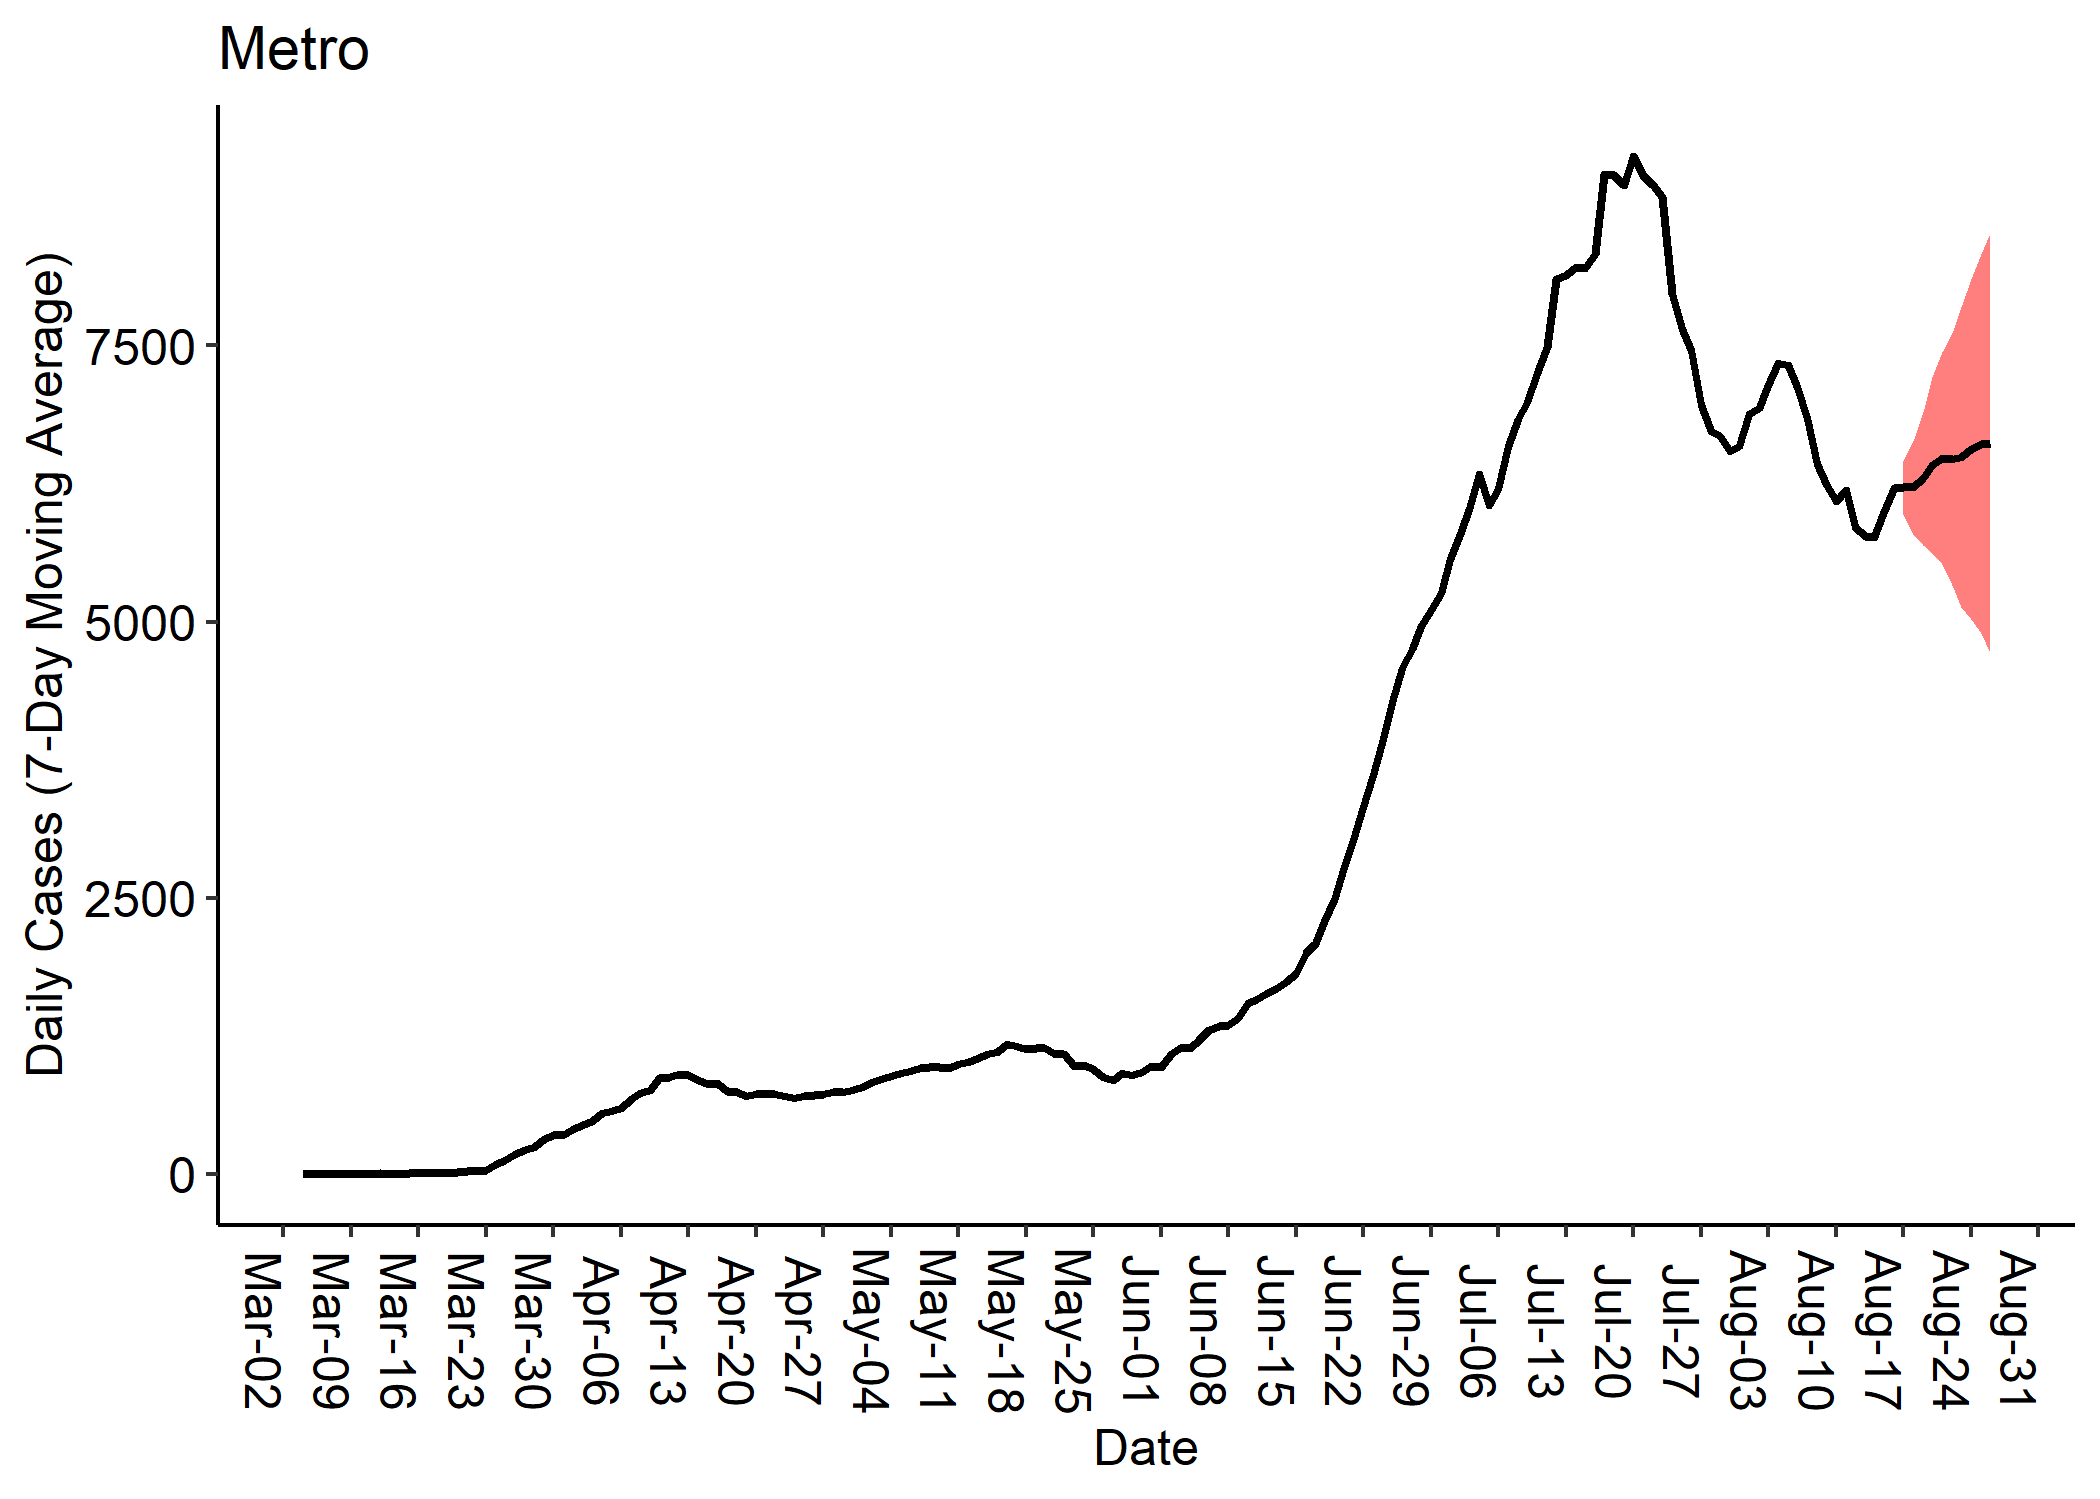 Metro
Daily Cases (7-Day Moving Average)
7500
5000
2500
0
Mar-02
Mar-09
Mar-16
Mar-23
Mar-30
Apr-06
Apr-13
Apr-20
Apr-27
May-04
May-11
May-18
May-25
Jun-01
Jun-08
Jun-15
Jun-22
Jun-29
Jul-06
Jul-13
Jul-20
Jul-27
Aug-03
Aug-10
Aug-17
Aug-24
Aug-31
Date